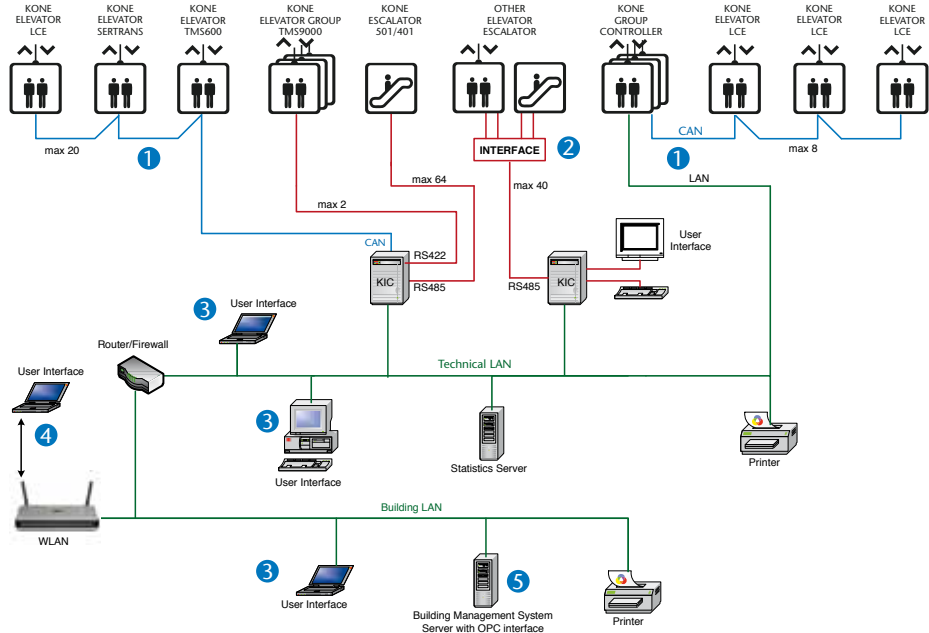 KONE
ELEVATOR
LCE
KONE
ELEVATOR
SERTRANS
KONE
ELEVATOR
TMS600
KONE
ELEVATOR GROUP
TMS9000
KONE
ESCALATOR
501/401
OTHER
ELEVATOR
ESCALATOR
KONE
GROUP
CONTROLLER
KONE
ELEVATOR
LCE
KONE
ELEVATOR
LCE
KONE
ELEVATOR
LCE
max 20
1
INTERFACE
2
CAN
1
max 8
max 64
max 40
LAN
max 2
CAN
RS422
RS485
KIC
RS485
KIC
User
Interface
3
User Interface
Router/Firewall
Technical LAN
User Interface
4
3
User Interface
Statistics Server
Printer
WLAN
Building LAN
3
User Interface
5
Building Management System
Server with OPC interface
Printer